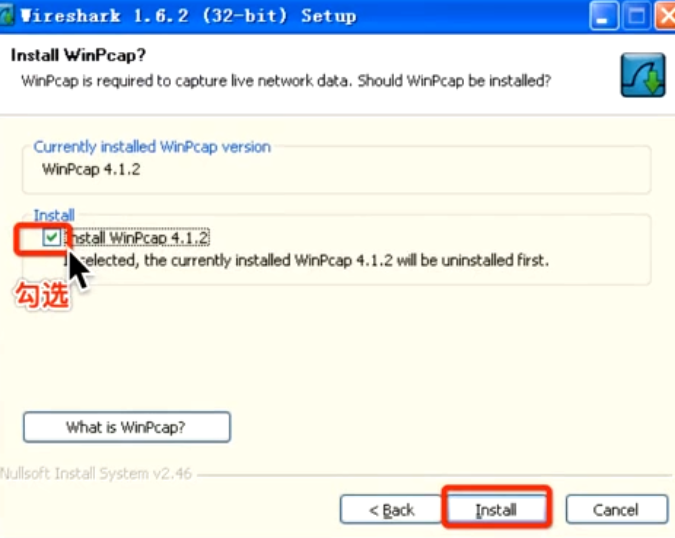 Wireshark 1.6.2 (32-bit) Setup
Install WinPcap?
WinPcap is required to capture live network data. Should WinPcap be installed?
Currently installed WinPcap version
WinPcap 4.1.2
Install
Install WinPcap 4.1.2
selected, the currently installed WinPcap 4.1.2 will be uninstalled first.
勾选
What is WinPcap?
Nullsoft Install System v2.46
< Back
Install
Cancel